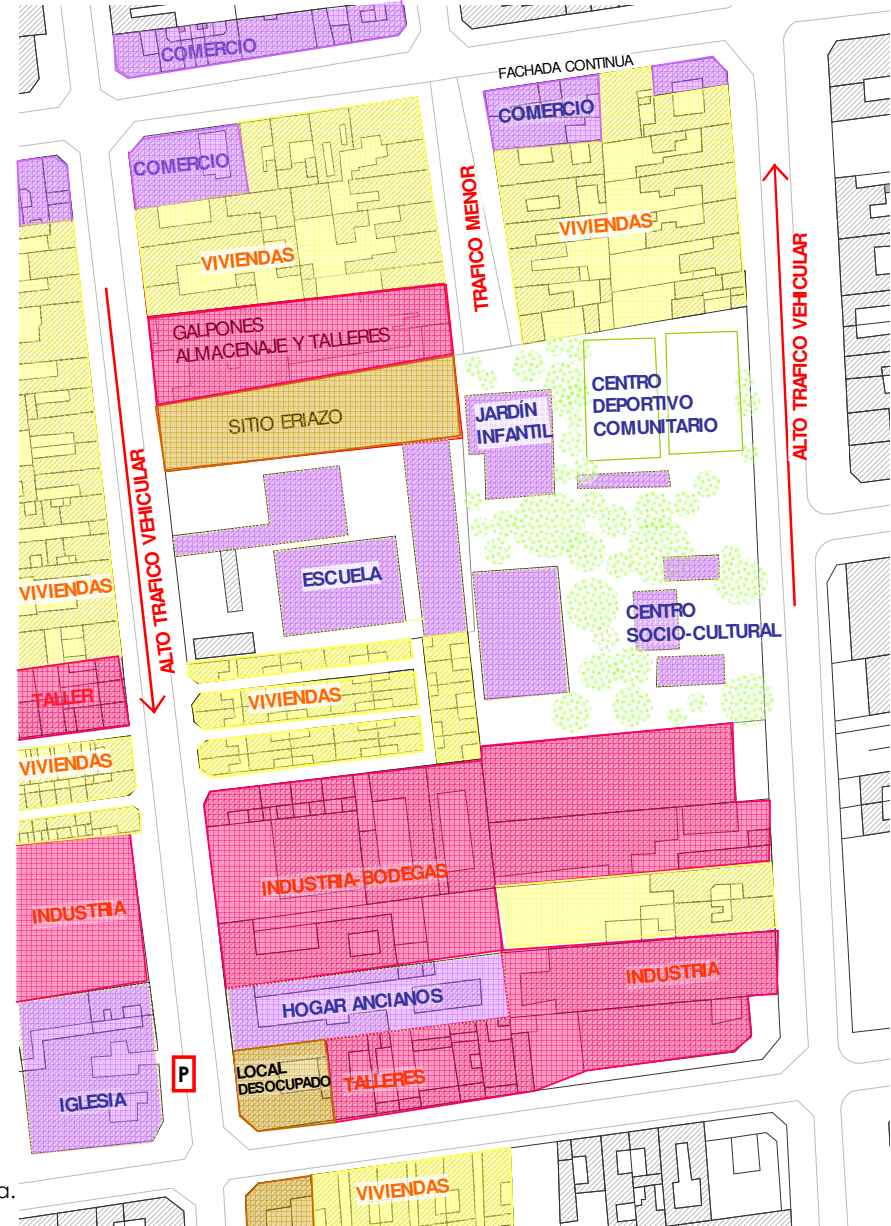 COMERCIO
FACHADA CONTINUA
COMERCIO
COMERCIO
TRAFICO MENOR
VIVIENDAS
VIVIENDAS
ALTO TRAFICO VEHICULAR
GALPONES
ALMACENAJE Y TALLERES
CENTRO
DEPORTIVO
COMUNITARIO
JARDÍN
INFANTIL
SITIO ERIAZO
ALTO TRAFICO VEHICULAR
ESCUELA
VIVIENDAS
CENTRO
SOCIO-CULTURAL
TALLER
VIVIENDAS
VIVIENDAS
INDUSTRIA-BODEGAS
INDUSTRIA
INDUSTRIA
HOGAR ANCIANOS
P
LOCAL
DESOCUPADO
TALLERES
IGLESIA
a.
VIVIENDAS